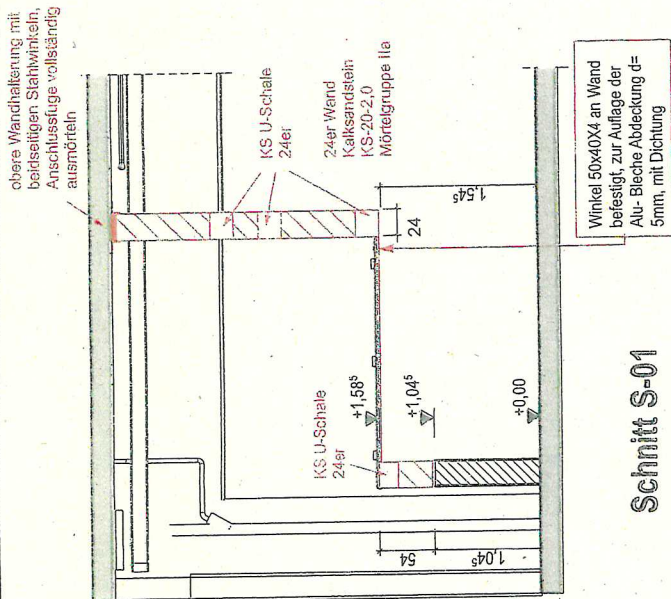 obere Wandhalterung mit
beidseitigen Stahlwinkeln,
Anschlussfuge vollständig
ausmörteln
KS U-Schale
24er
24er Wand
Kalksandstein
KS-20-2,0
Mörtelgruppe IIa
KS U-Schale
24er
+1,58⁵
+1,04⁵
+0,00
24
1,54⁵
54
1,04⁵
Winkel 50x40X4 an Wand
befestigt, zur Auflage der
Alu- Bleche Abdeckung d=
5mm, mit Dichtung
Schnitt S-01